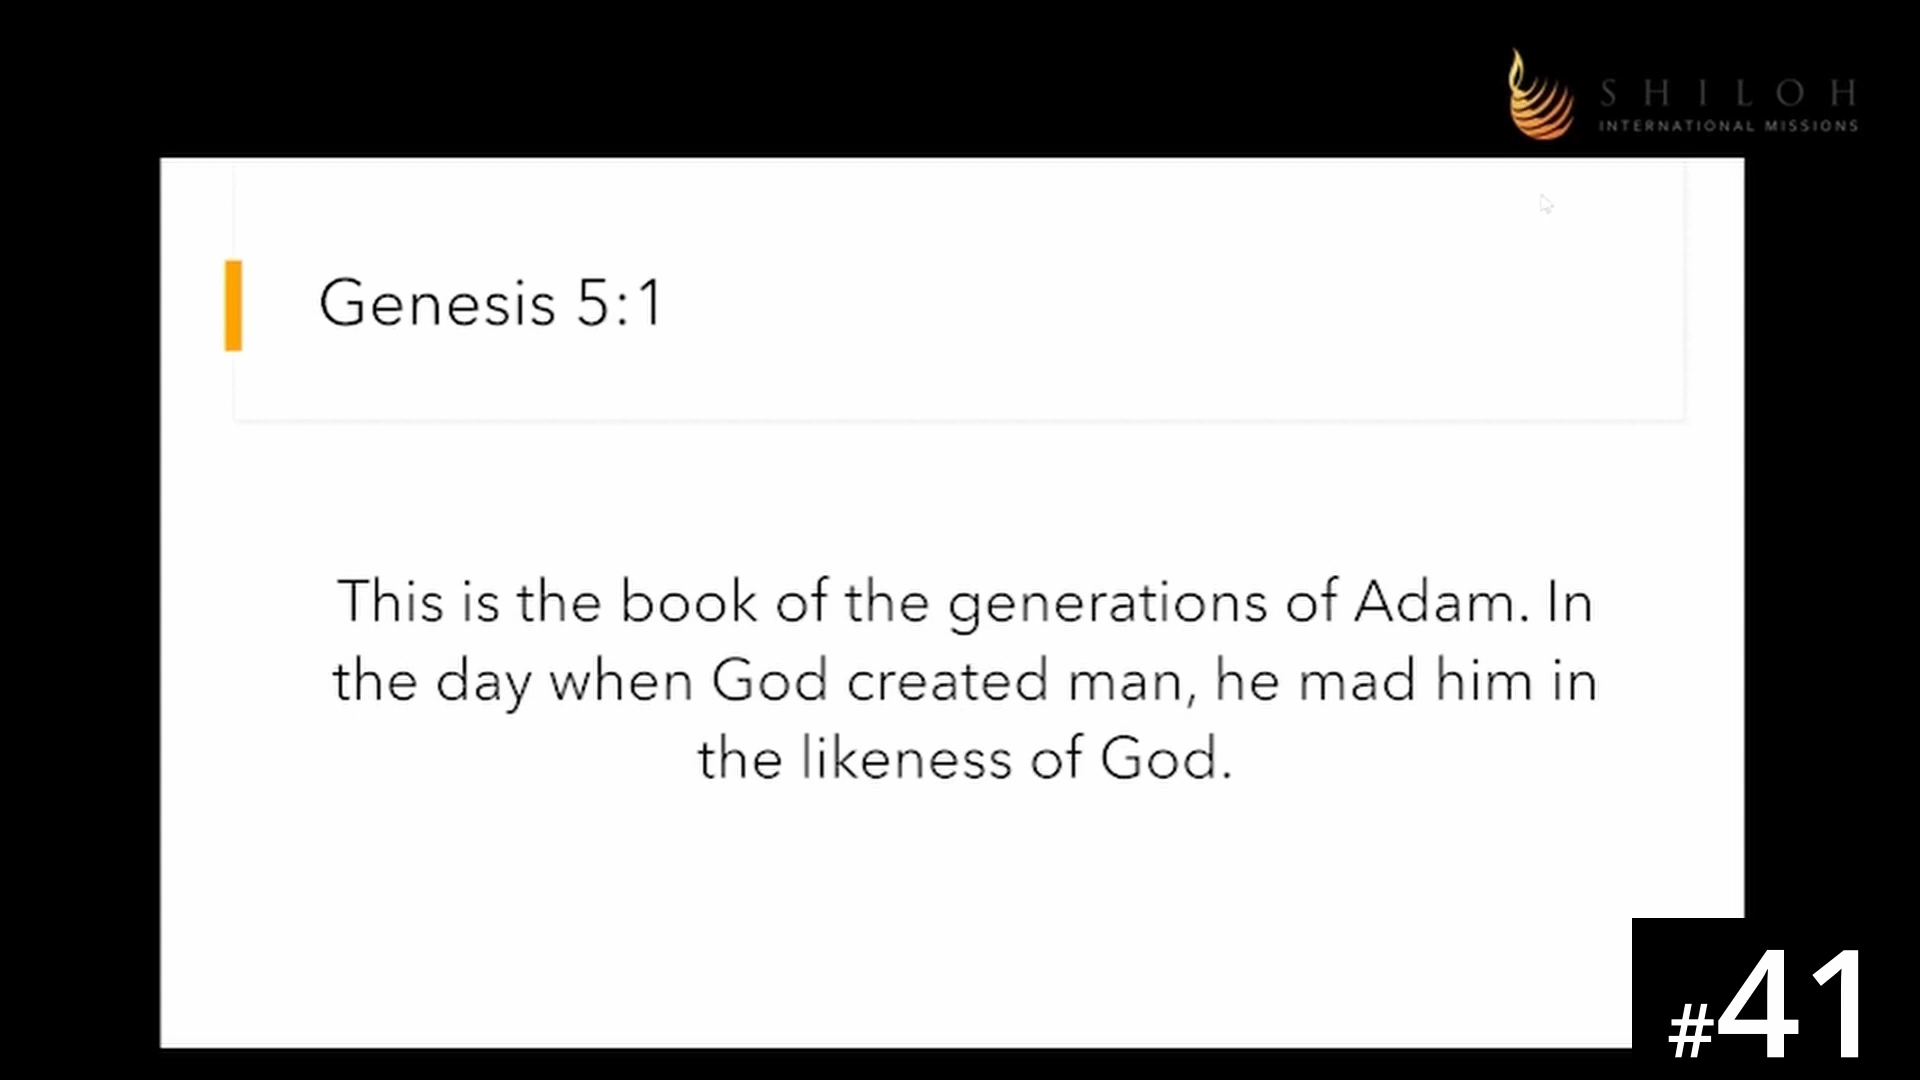 SHILOH
INTERNATIONAL MISSIONS
Genesis 5:1
This is the book of the generations of Adam. In
the day when God created man, he mad him in
the likeness of God.
#41